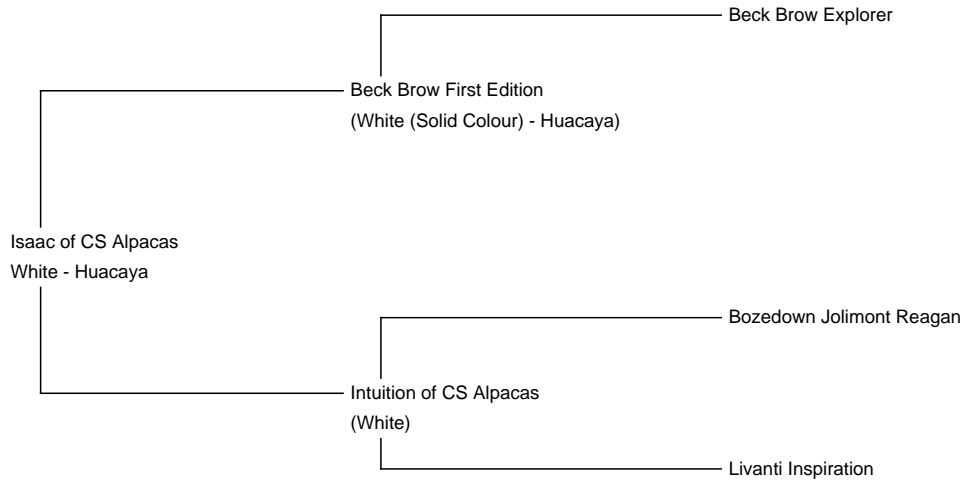 Beck Brow Explorer
Beck Brow First Edition
(White (Solid Colour) - Huacaya)
Isaac of CS Alpacas
White - Huacaya
Bozedown Jolimont Reagan
Intuition of CS Alpacas
(White)
Livanti Inspiration